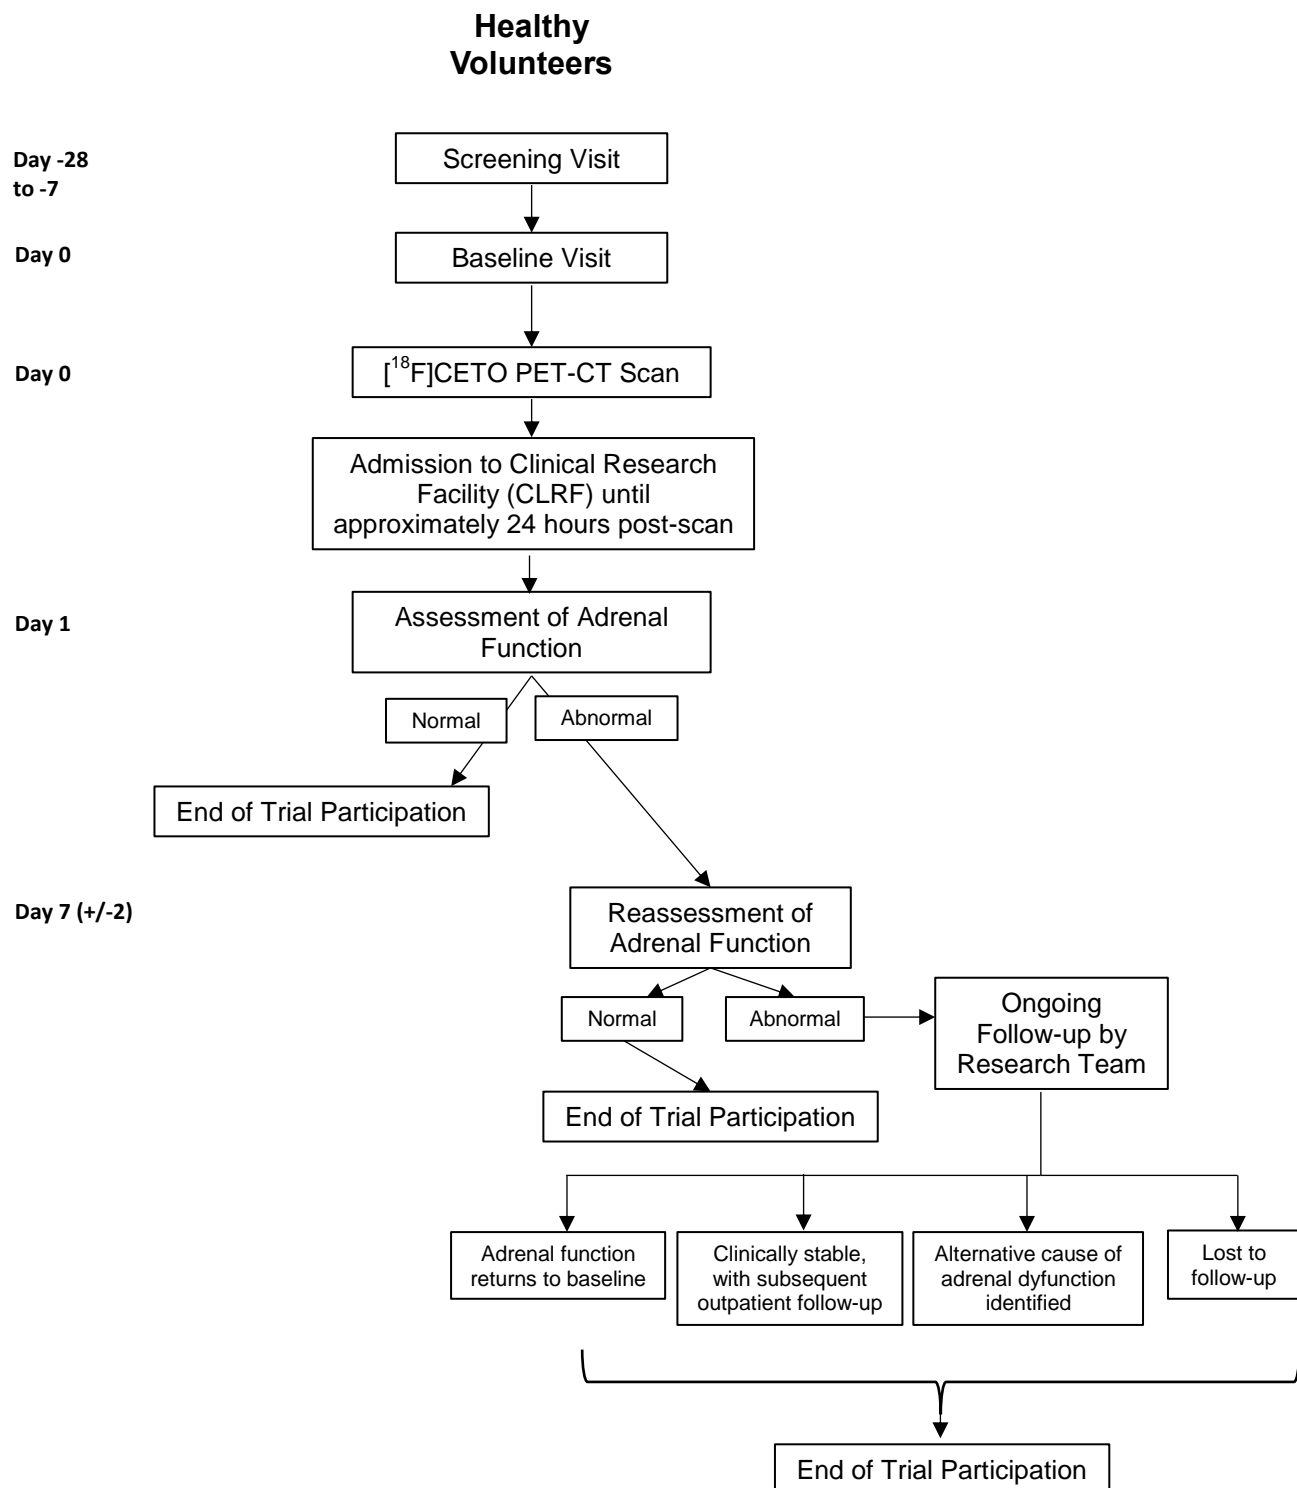 Healthy
Volunteers
Day -28
to -7
Screening Visit
Day 0
Baseline Visit
Day 0
[¹⁸F]CETO PET-CT Scan
Admission to Clinical Research
Facility (CLRF) until
approximately 24 hours post-scan
Day 1
Assessment of Adrenal
Function
Normal
Abnormal
End of Trial Participation
Day 7 (+/-2)
Reassessment of
Adrenal Function
Normal
Abnormal
Ongoing
Follow-up by
Research Team
End of Trial Participation
Adrenal function
returns to baseline
Clinically stable,
with subsequent
outpatient follow-up
Alternative cause of
adrenal dyfunction
identified
Lost to
follow-up
End of Trial Participation